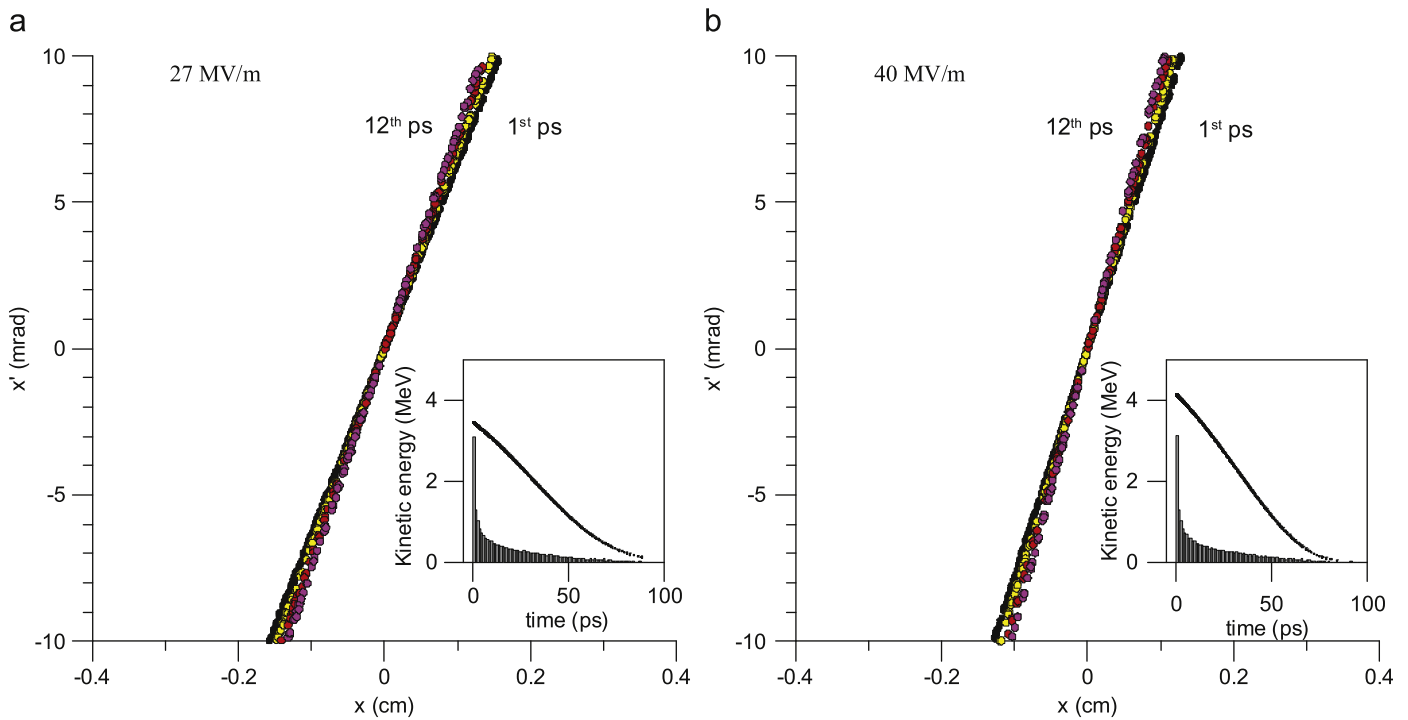 a
27 MV/m
12th ps
1st ps
10
5
0
-5
-10
x' (mrad)
-0.4
-0.2
0
0.2
0.4
x (cm)
Kinetic energy (MeV)
4
2
0
0
50
100
time (ps)
b
40 MV/m
12th ps
1st ps
10
5
0
-5
-10
x' (mrad)
-0.4
-0.2
0
0.2
0.4
x (cm)
Kinetic energy (MeV)
4
2
0
0
50
100
time (ps)